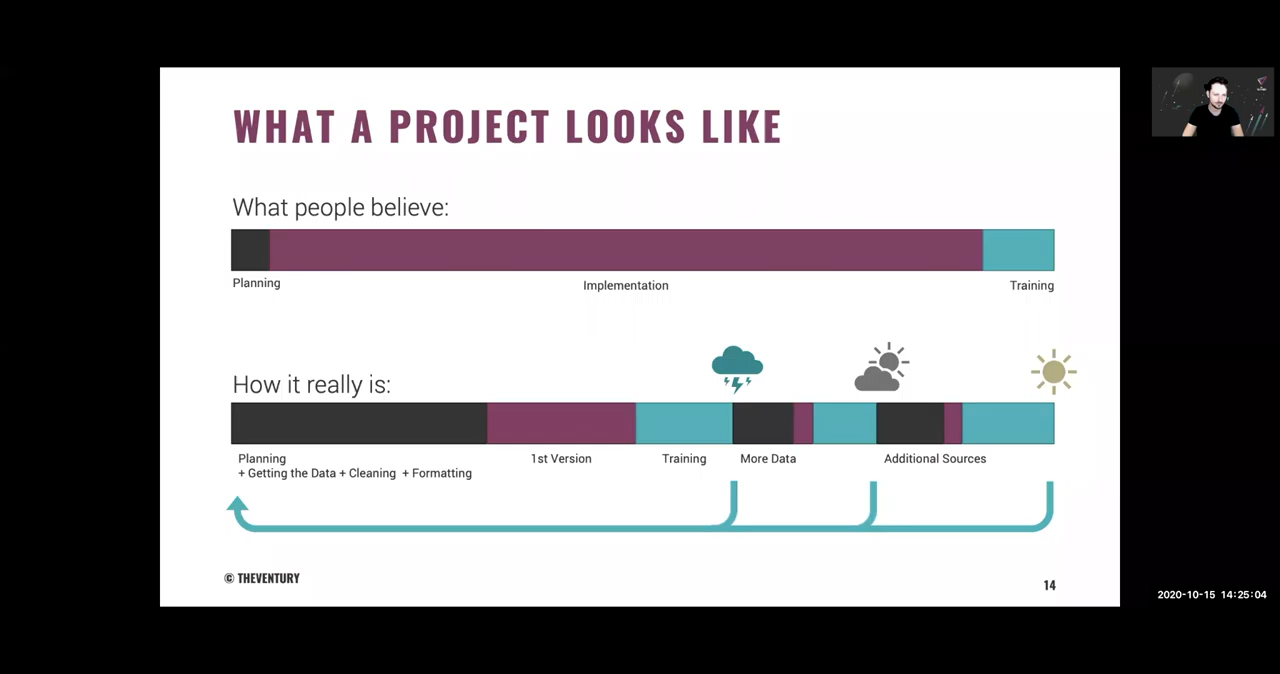 WHAT A PROJECT LOOKS LIKE
What people believe:
Planning
Implementation
Training
How it really is:
Planning
+ Getting the Data + Cleaning + Formatting
1st Version
Training
More Data
Additional Sources
© THEVENTURY
14
2020-10-15 14:25:04